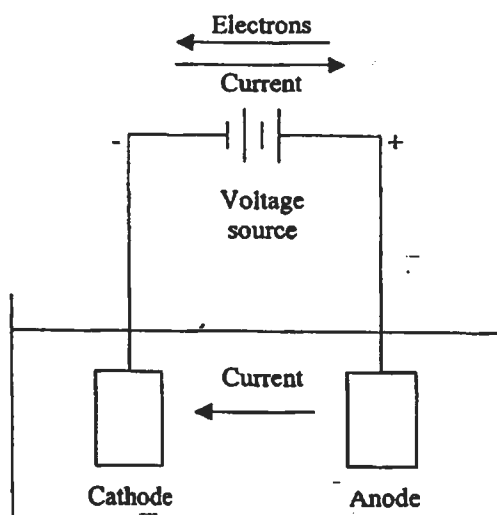 Electrons
Current
- +
Voltage
source
Current
Cathode Anode